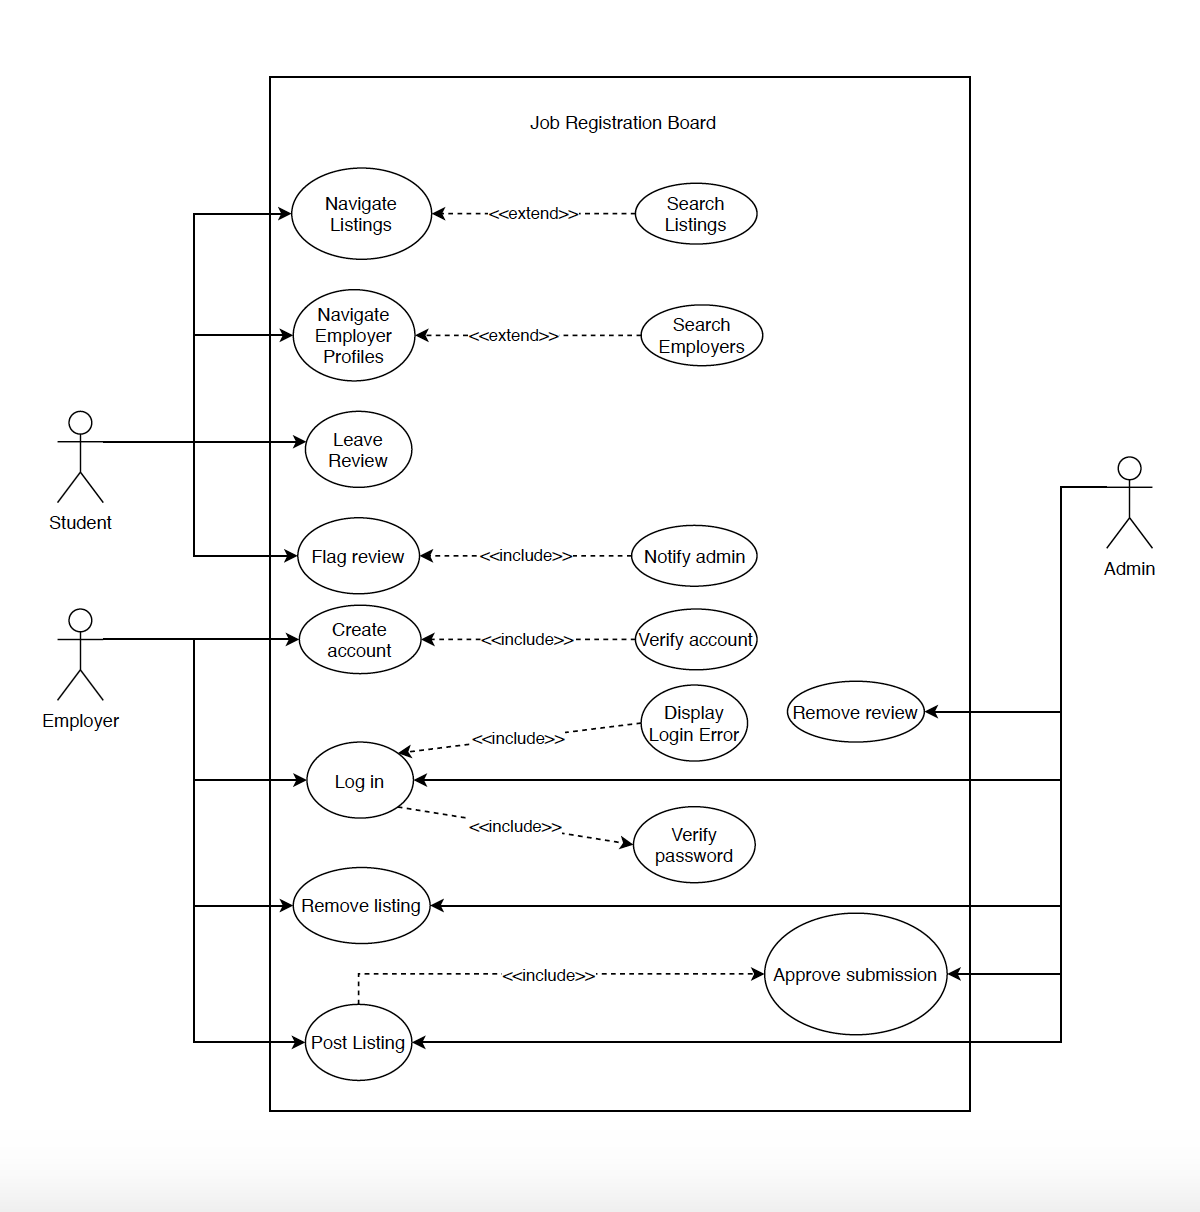 Job Registration Board
Navigate
Listings
<<extend>>
Search
Listings
Navigate
Employer
Profiles
<<extend>>
Search
Employers
Leave
Review
Student
Flag review
<<include>>
Notify admin
Admin
Create
account
<<include>>
Verify account
Employer
Display
Login Error
Remove review
<<include>>
Log in
<<include>>
Verify
password
Remove listing
<<include>>
Approve submission
Post Listing